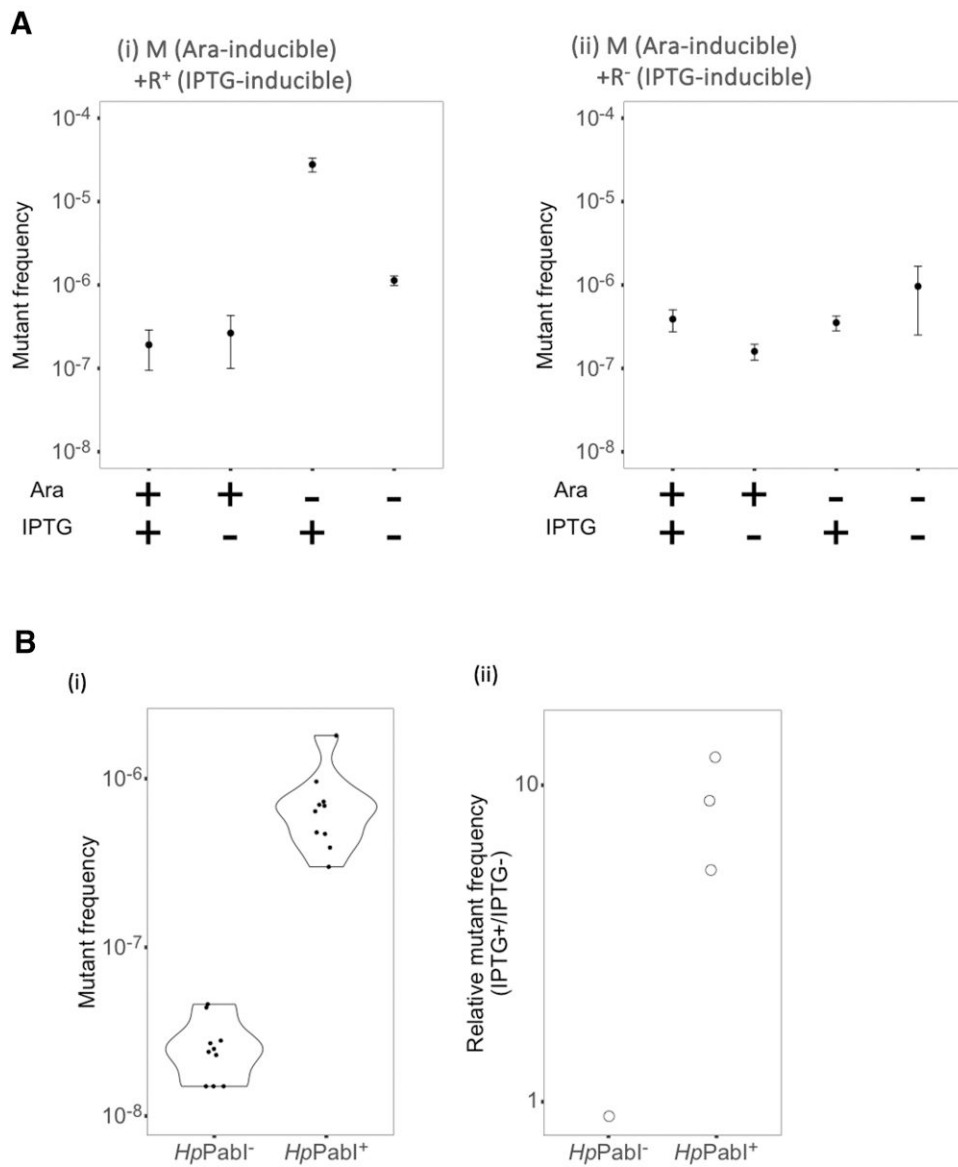 A
(i) M (Ara-inducible)
+R⁺ (IPTG-inducible)
Mutant frequency
10⁻⁴
10⁻⁵
10⁻⁶
10⁻⁷
10⁻⁸
Ara + + - -
IPTG + - + -
(ii) M (Ara-inducible)
+R⁻ (IPTG-inducible)
Mutant frequency
10⁻⁴
10⁻⁵
10⁻⁶
10⁻⁷
10⁻⁸
Ara + + - -
IPTG + - + -
B
(i)
Mutant frequency
10⁻⁶
10⁻⁷
10⁻⁸
HpPabI⁻ HpPabI⁺
(ii)
Relative mutant frequency
(IPTG+/IPTG-)
10
1
HpPabI⁻ HpPabI⁺